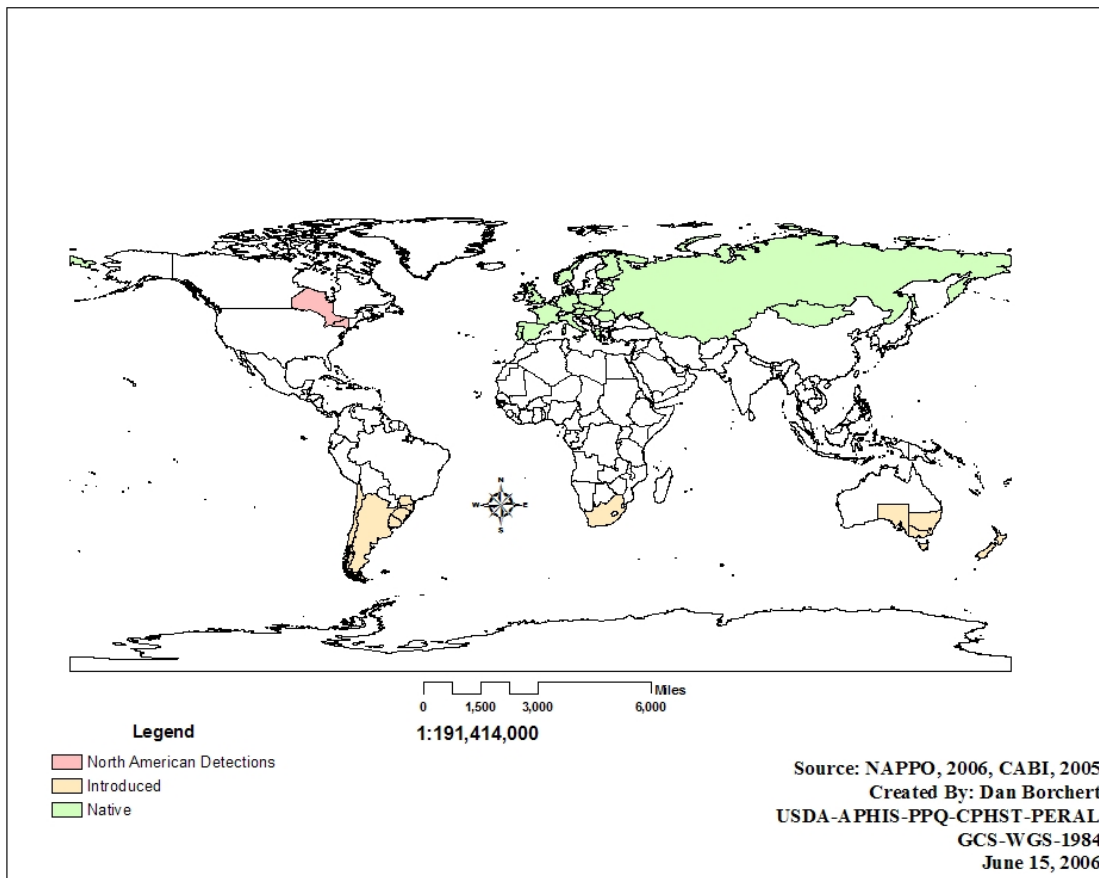 N
W E
S
Miles
0 1,500 3,000 6,000
1:191,414,000
Legend
North American Detections
Introduced
Native
Source: NAPPO, 2006, CABI, 2005
Created By: Dan Borchert
USDA-APHIS-PPQ-CPHST-PERAL
GCS-WGS-1984
June 15, 2006